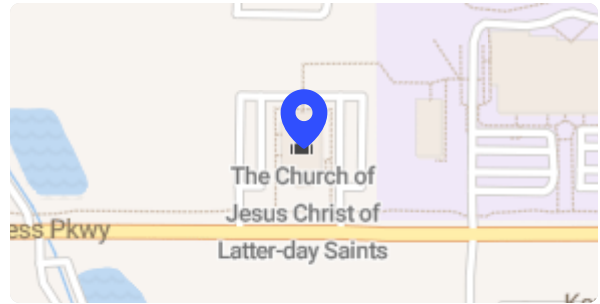 The Church of
Jesus Christ of
ess Pkwy
Latter-day Saints